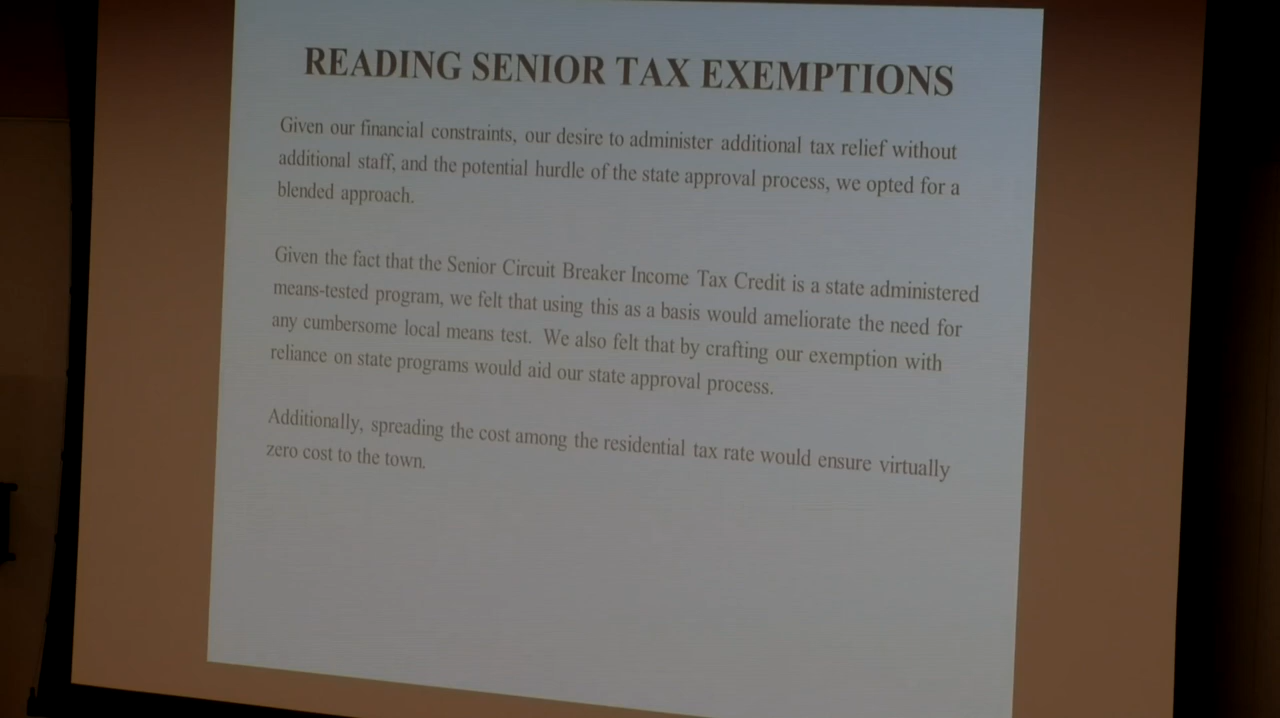 READING SENIOR TAX EXEMPTIONS
Given our financial constraints, our desire to administer additional tax relief without
additional staff, and the potential hurdle of the state approval process, we opted for a
blended approach.
Given the fact that the Senior Circuit Breaker Income Tax Credit is a state administered
means-tested program, we felt that using this as a basis would ameliorate the need for
any cumbersome local means test. We also felt that by crafting our exemption with
reliance on state programs would aid our state approval process.
Additionally, spreading the cost among the residential tax rate would ensure virtually
zero cost to the town.